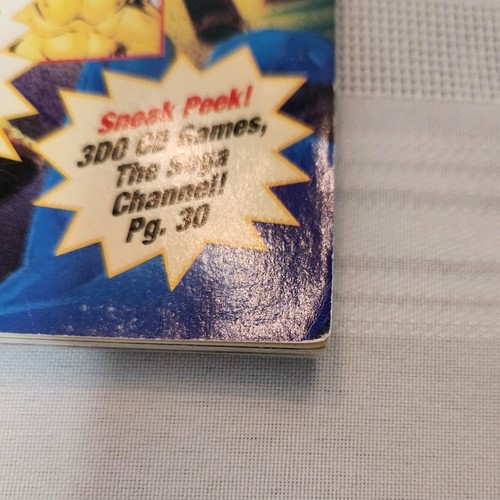 Sneak Peek!
3DO CD Games,
The Sega
Channel!
Pg. 30